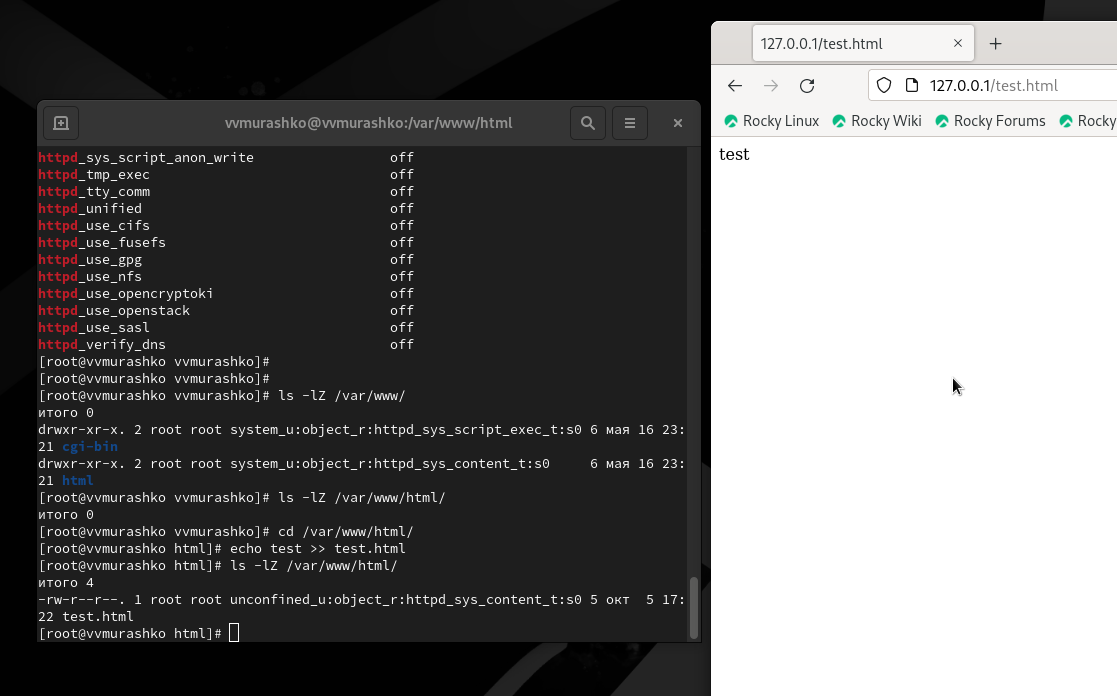 vvmurashko@vvmurashko:/var/www/html
httpd_sys_script_anon_write                 off
httpd_tmp_exec                              off
httpd_tty_comm                              off
httpd_unified                               off
httpd_use_cifs                              off
httpd_use_fusefs                            off
httpd_use_gpg                               off
httpd_use_nfs                               off
httpd_use_opencryptoki                      off
httpd_use_openstack                         off
httpd_use_sasl                              off
httpd_verify_dns                            off
[root@vvmurashko vvmurashko]#
[root@vvmurashko vvmurashko]#
[root@vvmurashko vvmurashko]# ls -lZ /var/www/
итого 0
drwxr-xr-x. 2 root root system_u:object_r:httpd_sys_script_exec_t:s0 6 мая 16 23:
21 cgi-bin
drwxr-xr-x. 2 root root system_u:object_r:httpd_sys_content_t:s0     6 мая 16 23:
21 html
[root@vvmurashko vvmurashko]# ls -lZ /var/www/html/
итого 0
[root@vvmurashko vvmurashko]# cd /var/www/html/
[root@vvmurashko html]# echo test >> test.html
[root@vvmurashko html]# ls -lZ /var/www/html/
итого 4
-rw-r--r--. 1 root root unconfined_u:object_r:httpd_sys_content_t:s0 5 окт  5 17:
22 test.html
[root@vvmurashko html]#
127.0.0.1/test.html
127.0.0.1/test.html
Rocky Linux Rocky Wiki Rocky Forums Rocky
test